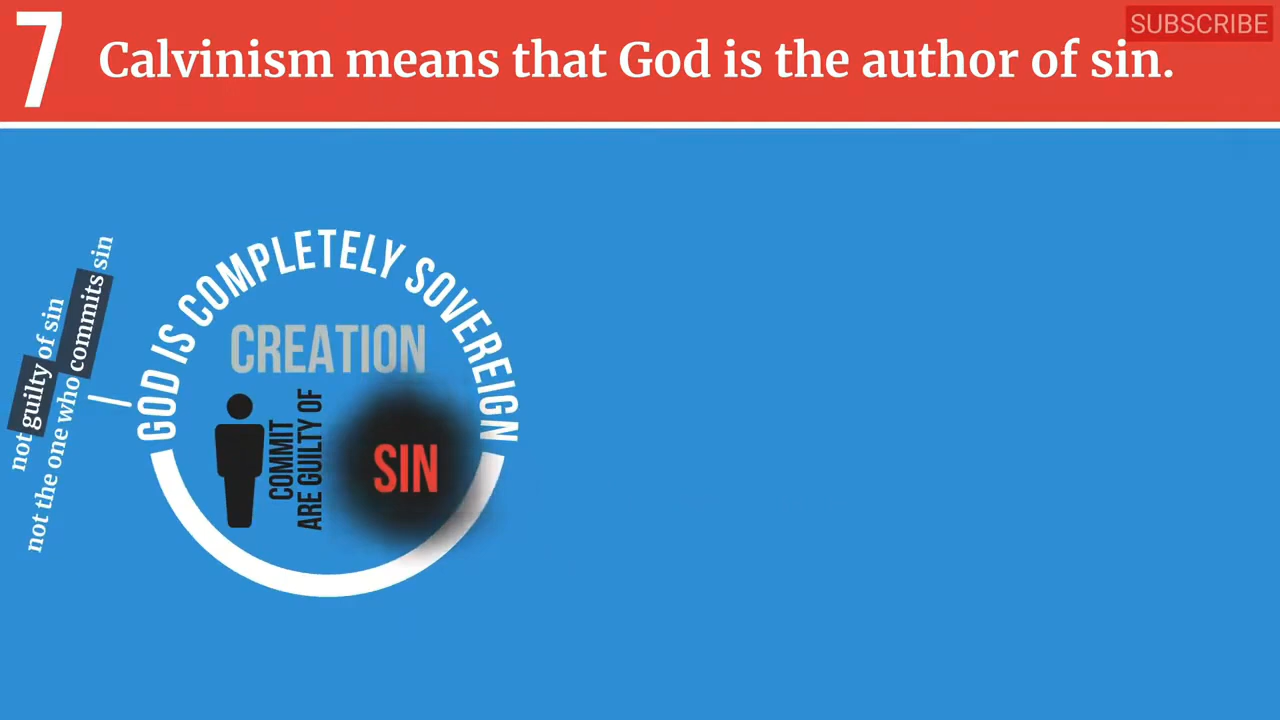 7
Calvinism means that God is the author of sin.
SUBSCRIBE
not guilty of sin
not the one who commits sin
GOD IS COMPLETELY SOVEREIGN
CREATION
COMMIT
ARE GUILTY OF
SIN